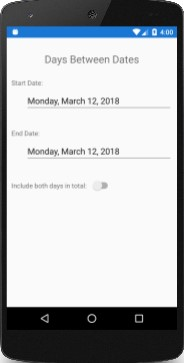 4:00
Days Between Dates
Start Date:
Monday, March 12, 2018
End Date:
Monday, March 12, 2018
Include both days in total: